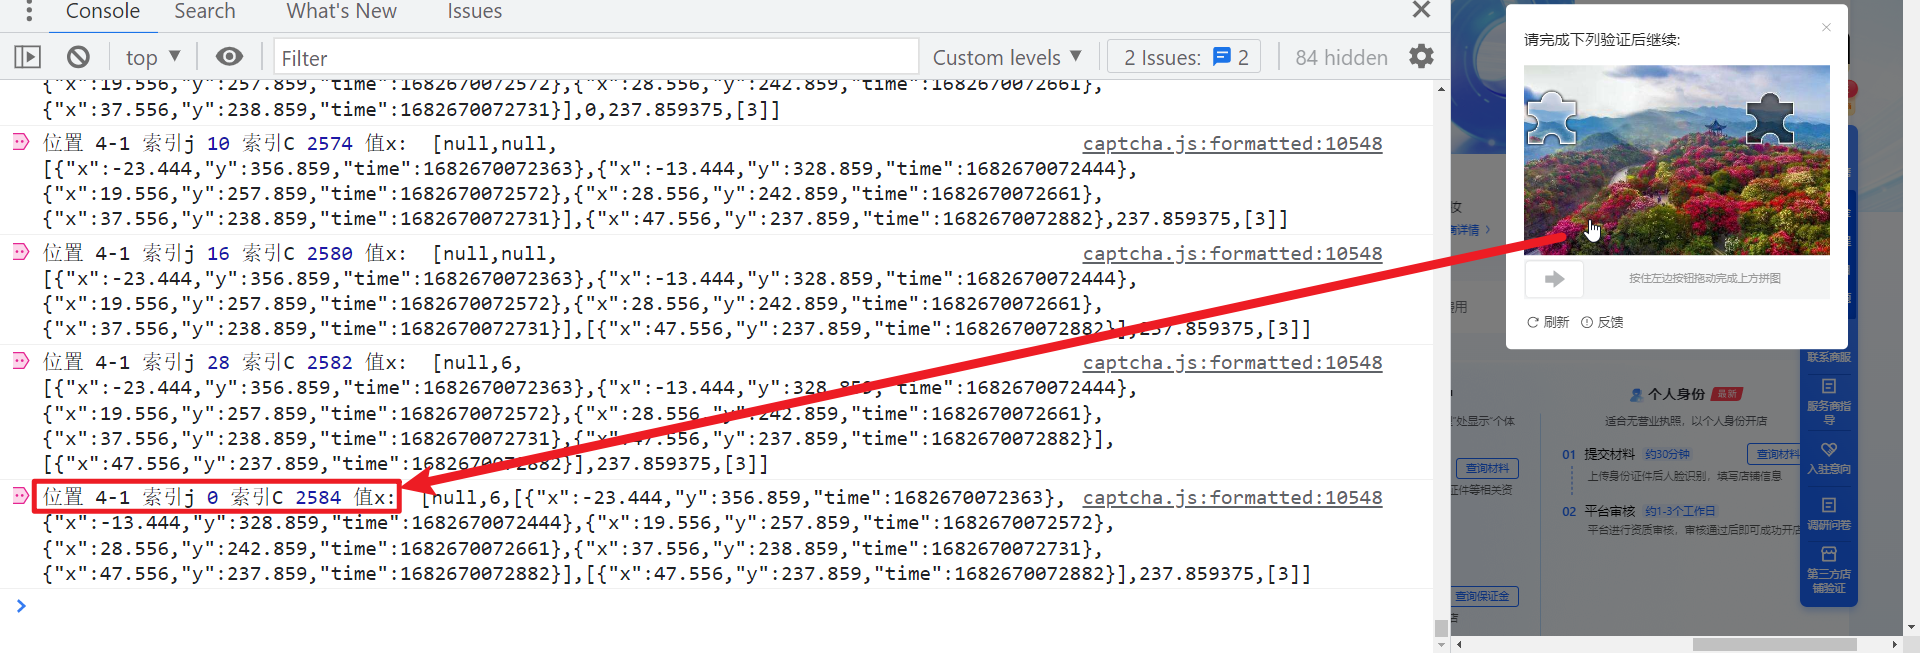 Console
Search
What's New
Issues
top
Filter
Custom levels
2 Issues:
2
84 hidden
{"x":19.556,"y":257.859,"time":1682670072572},{"x":28.556,"y":242.859,"time":1682670072661},
{"x":37.556,"y":238.859,"time":1682670072731}],0,237.859375,[3]]
位置 4-1 索引j 10 索引C 2574 值x: [null,null,
captcha.js:formatted:10548
[{"x":-23.444,"y":356.859,"time":1682670072363},{"x":-13.444,"y":328.859,"time":1682670072444},
{"x":19.556,"y":257.859,"time":1682670072572},{"x":28.556,"y":242.859,"time":1682670072661},
{"x":37.556,"y":238.859,"time":1682670072731}],{"x":47.556,"y":237.859,"time":1682670072882},237.859375,[3]]
位置 4-1 索引j 16 索引C 2580 值x: [null,null,
captcha.js:formatted:10548
[{"x":-23.444,"y":356.859,"time":1682670072363},{"x":-13.444,"y":328.859,"time":1682670072444},
{"x":19.556,"y":257.859,"time":1682670072572},{"x":28.556,"y":242.859,"time":1682670072661},
{"x":37.556,"y":238.859,"time":1682670072731}],[{"x":47.556,"y":237.859,"time":1682670072882}],237.859375,[3]]
位置 4-1 索引j 28 索引C 2582 值x: [null,6,
captcha.js:formatted:10548
[{"x":-23.444,"y":356.859,"time":1682670072363},{"x":-13.444,"y":328.859,"time":1682670072444},
{"x":19.556,"y":257.859,"time":1682670072572},{"x":28.556,"y":242.859,"time":1682670072661},
{"x":37.556,"y":238.859,"time":1682670072731},{"x":47.556,"y":237.859,"time":1682670072882}],
[{"x":47.556,"y":237.859,"time":1682670072882}],237.859375,[3]]
位置 4-1 索引j 0 索引C 2584 值x: [null,6,[{"x":-23.444,"y":356.859,"time":1682670072363},
captcha.js:formatted:10548
{"x":-13.444,"y":328.859,"time":1682670072444},{"x":19.556,"y":257.859,"time":1682670072572},
{"x":28.556,"y":242.859,"time":1682670072661},{"x":37.556,"y":238.859,"time":1682670072731},
{"x":47.556,"y":237.859,"time":1682670072882}],[{"x":47.556,"y":237.859,"time":1682670072882}],237.859375,[3]]
请完成下列验证后继续:
按住左边按钮拖动完成上方拼图
刷新
反馈
详情
费用
联系商服
服务商指
导
入驻意向
调研问卷
第三方店
铺验证
个人身份
最新
"处显示"个体
适合无营业执照，以个人身份开店
01 提交材料 约30分钟
查询材料
查询材料
上传身份证件后人脸识别，填写店铺信息
证件等相关资
02 平台审核 约1-3个工作日
平台进行资质审核，审核通过后即可成功开店
查询保证金
店